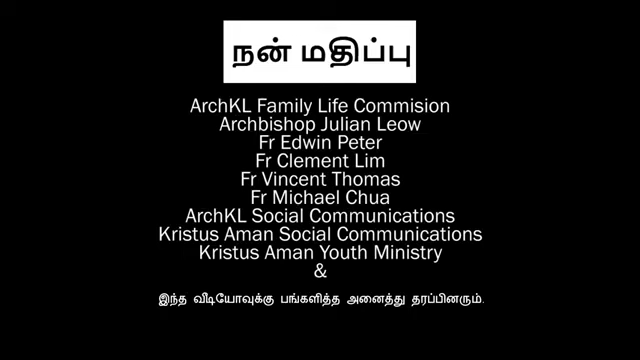 நன் மதிப்பு
ArchKL Family Life Commision
Archbishop Julian Leow
Fr Edwin Peter
Fr Clement Lim
Fr Vincent Thomas
Fr Michael Chua
ArchKL Social Communications
Kristus Aman Social Communications
Kristus Aman Youth Ministry
&
இந்த வீடியோவுக்கு பங்களித்த அனைத்து தரப்பினரும்.